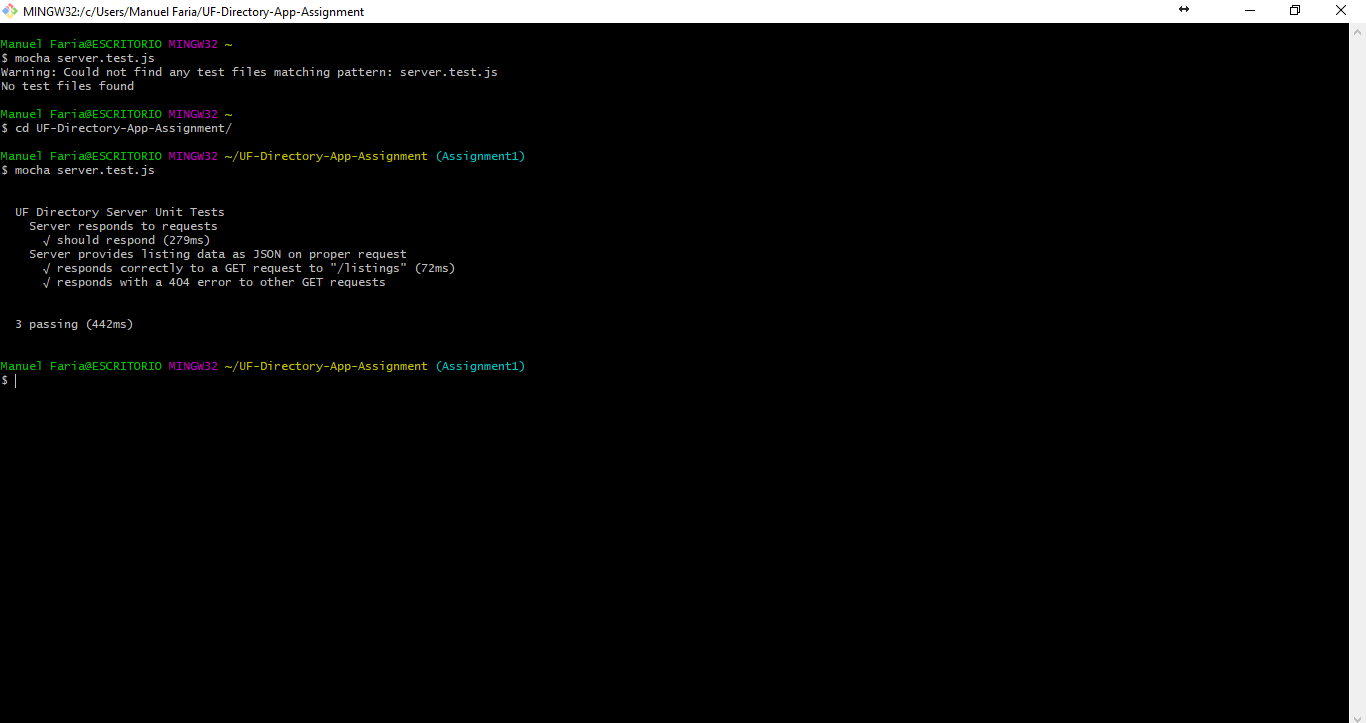 MINGW32:/c/Users/Manuel Faria/UF-Directory-App-Assignment
Manuel Faria@ESCRITORIO MINGW32 ~
$ mocha server.test.js
Warning: Could not find any test files matching pattern: server.test.js
No test files found
Manuel Faria@ESCRITORIO MINGW32 ~
$ cd UF-Directory-App-Assignment/
Manuel Faria@ESCRITORIO MINGW32 ~/UF-Directory-App-Assignment (Assignment1)
$ mocha server.test.js
UF Directory Server Unit Tests
Server responds to requests
√ should respond (279ms)
Server provides listing data as JSON on proper request
√ responds correctly to a GET request to "/listings" (72ms)
√ responds with a 404 error to other GET requests
3 passing (442ms)
Manuel Faria@ESCRITORIO MINGW32 ~/UF-Directory-App-Assignment (Assignment1)
$